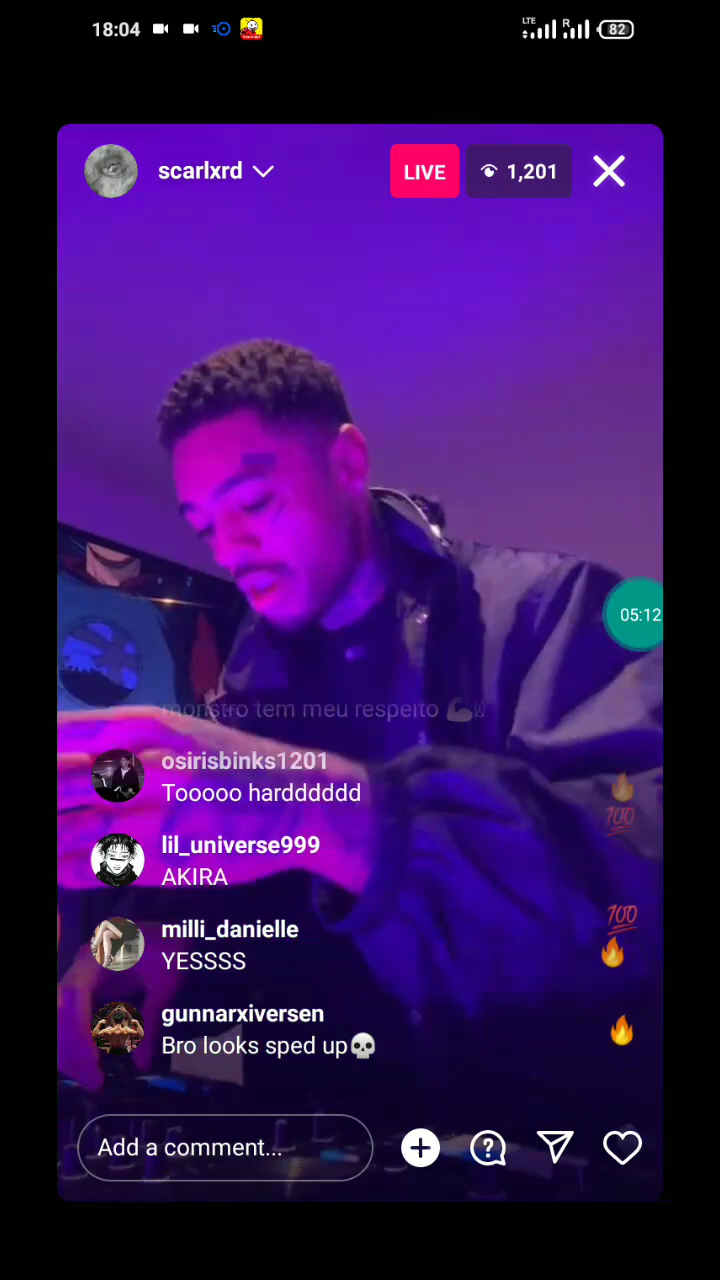 18:04
LTE
R
82
scarlxrd
LIVE
1,201
05:12
monstro tem meu respeito 💪
osirisbinks1201
Tooooo hardddddd
💯
lil_universe999
AKIRA
💯
milli_danielle
YESSSS
gunnarxiversen
Bro looks sped up💀
Add a comment...